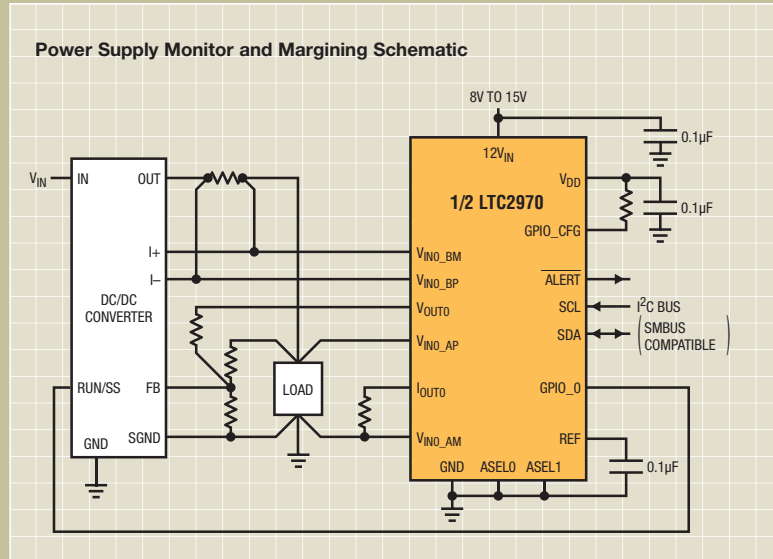 Power Supply Monitor and Margining Schematic
8V TO 15V
0.1µF
12VIN
VIN
IN
OUT
1/2 LTC2970
VDD
0.1µF
GPIO_CFG
I+
VIN0_BM
I–
VIN0_BP
ALERT
DC/DC
CONVERTER
VOUT0
SCL
I2C BUS
VIN0_AP
SDA
(SMBUS
COMPATIBLE)
RUN/SS
FB
LOAD
IOUT0
GPIO_0
SGND
VIN0_AM
REF
GND
GND
ASEL0
ASEL1
0.1µF